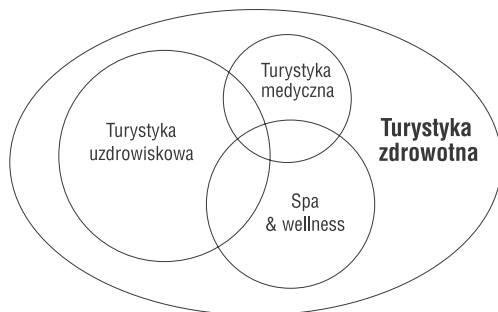 Turystyka
medyczna
Turystyka
uzdrowiskowa
Turystyka
zdrowotna
Spa
& wellness